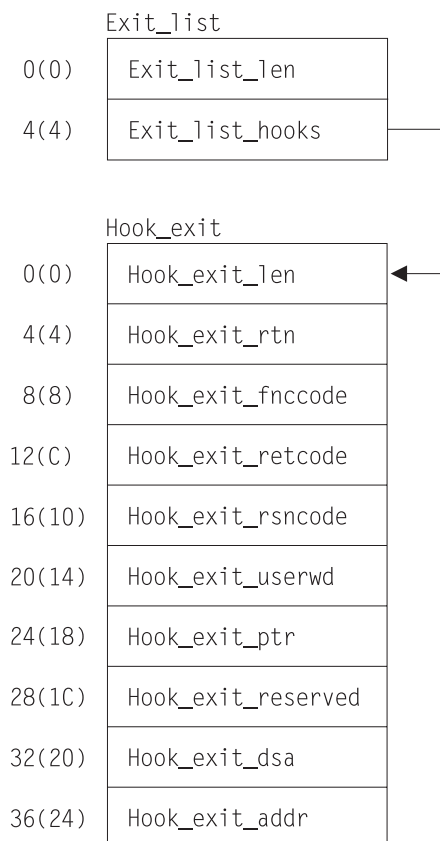 Exit_list
0(0) Exit_list_len
4(4) Exit_list_hooks
Hook_exit
0(0) Hook_exit_len
4(4) Hook_exit_rtn
8(8) Hook_exit_fnccode
12(C) Hook_exit_retcode
16(10) Hook_exit_rsncode
20(14) Hook_exit_userwd
24(18) Hook_exit_ptr
28(1C) Hook_exit_reserved
32(20) Hook_exit_dsa
36(24) Hook_exit_addr